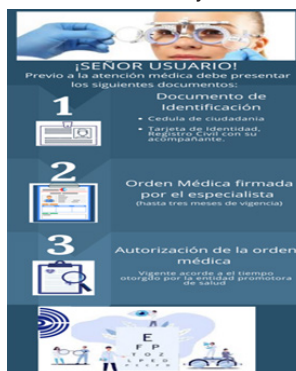 ¡SEÑOR USUARIO!
Previo a la atención médica debe presentar
los siguientes documentos:
1
Documento de
Identificación
• Cedula de ciudadania
• Tarjeta de Identidad,
Registro Civil con su
acompañante.
2
Orden Médica firmada
por el especialista
(hasta tres meses de vigencia)
3
Autorización de la orden
médica
Vigente acorde a el tiempo
otorgdo por la entidad promotora
de salud
E
F P
T O Z
L P E D